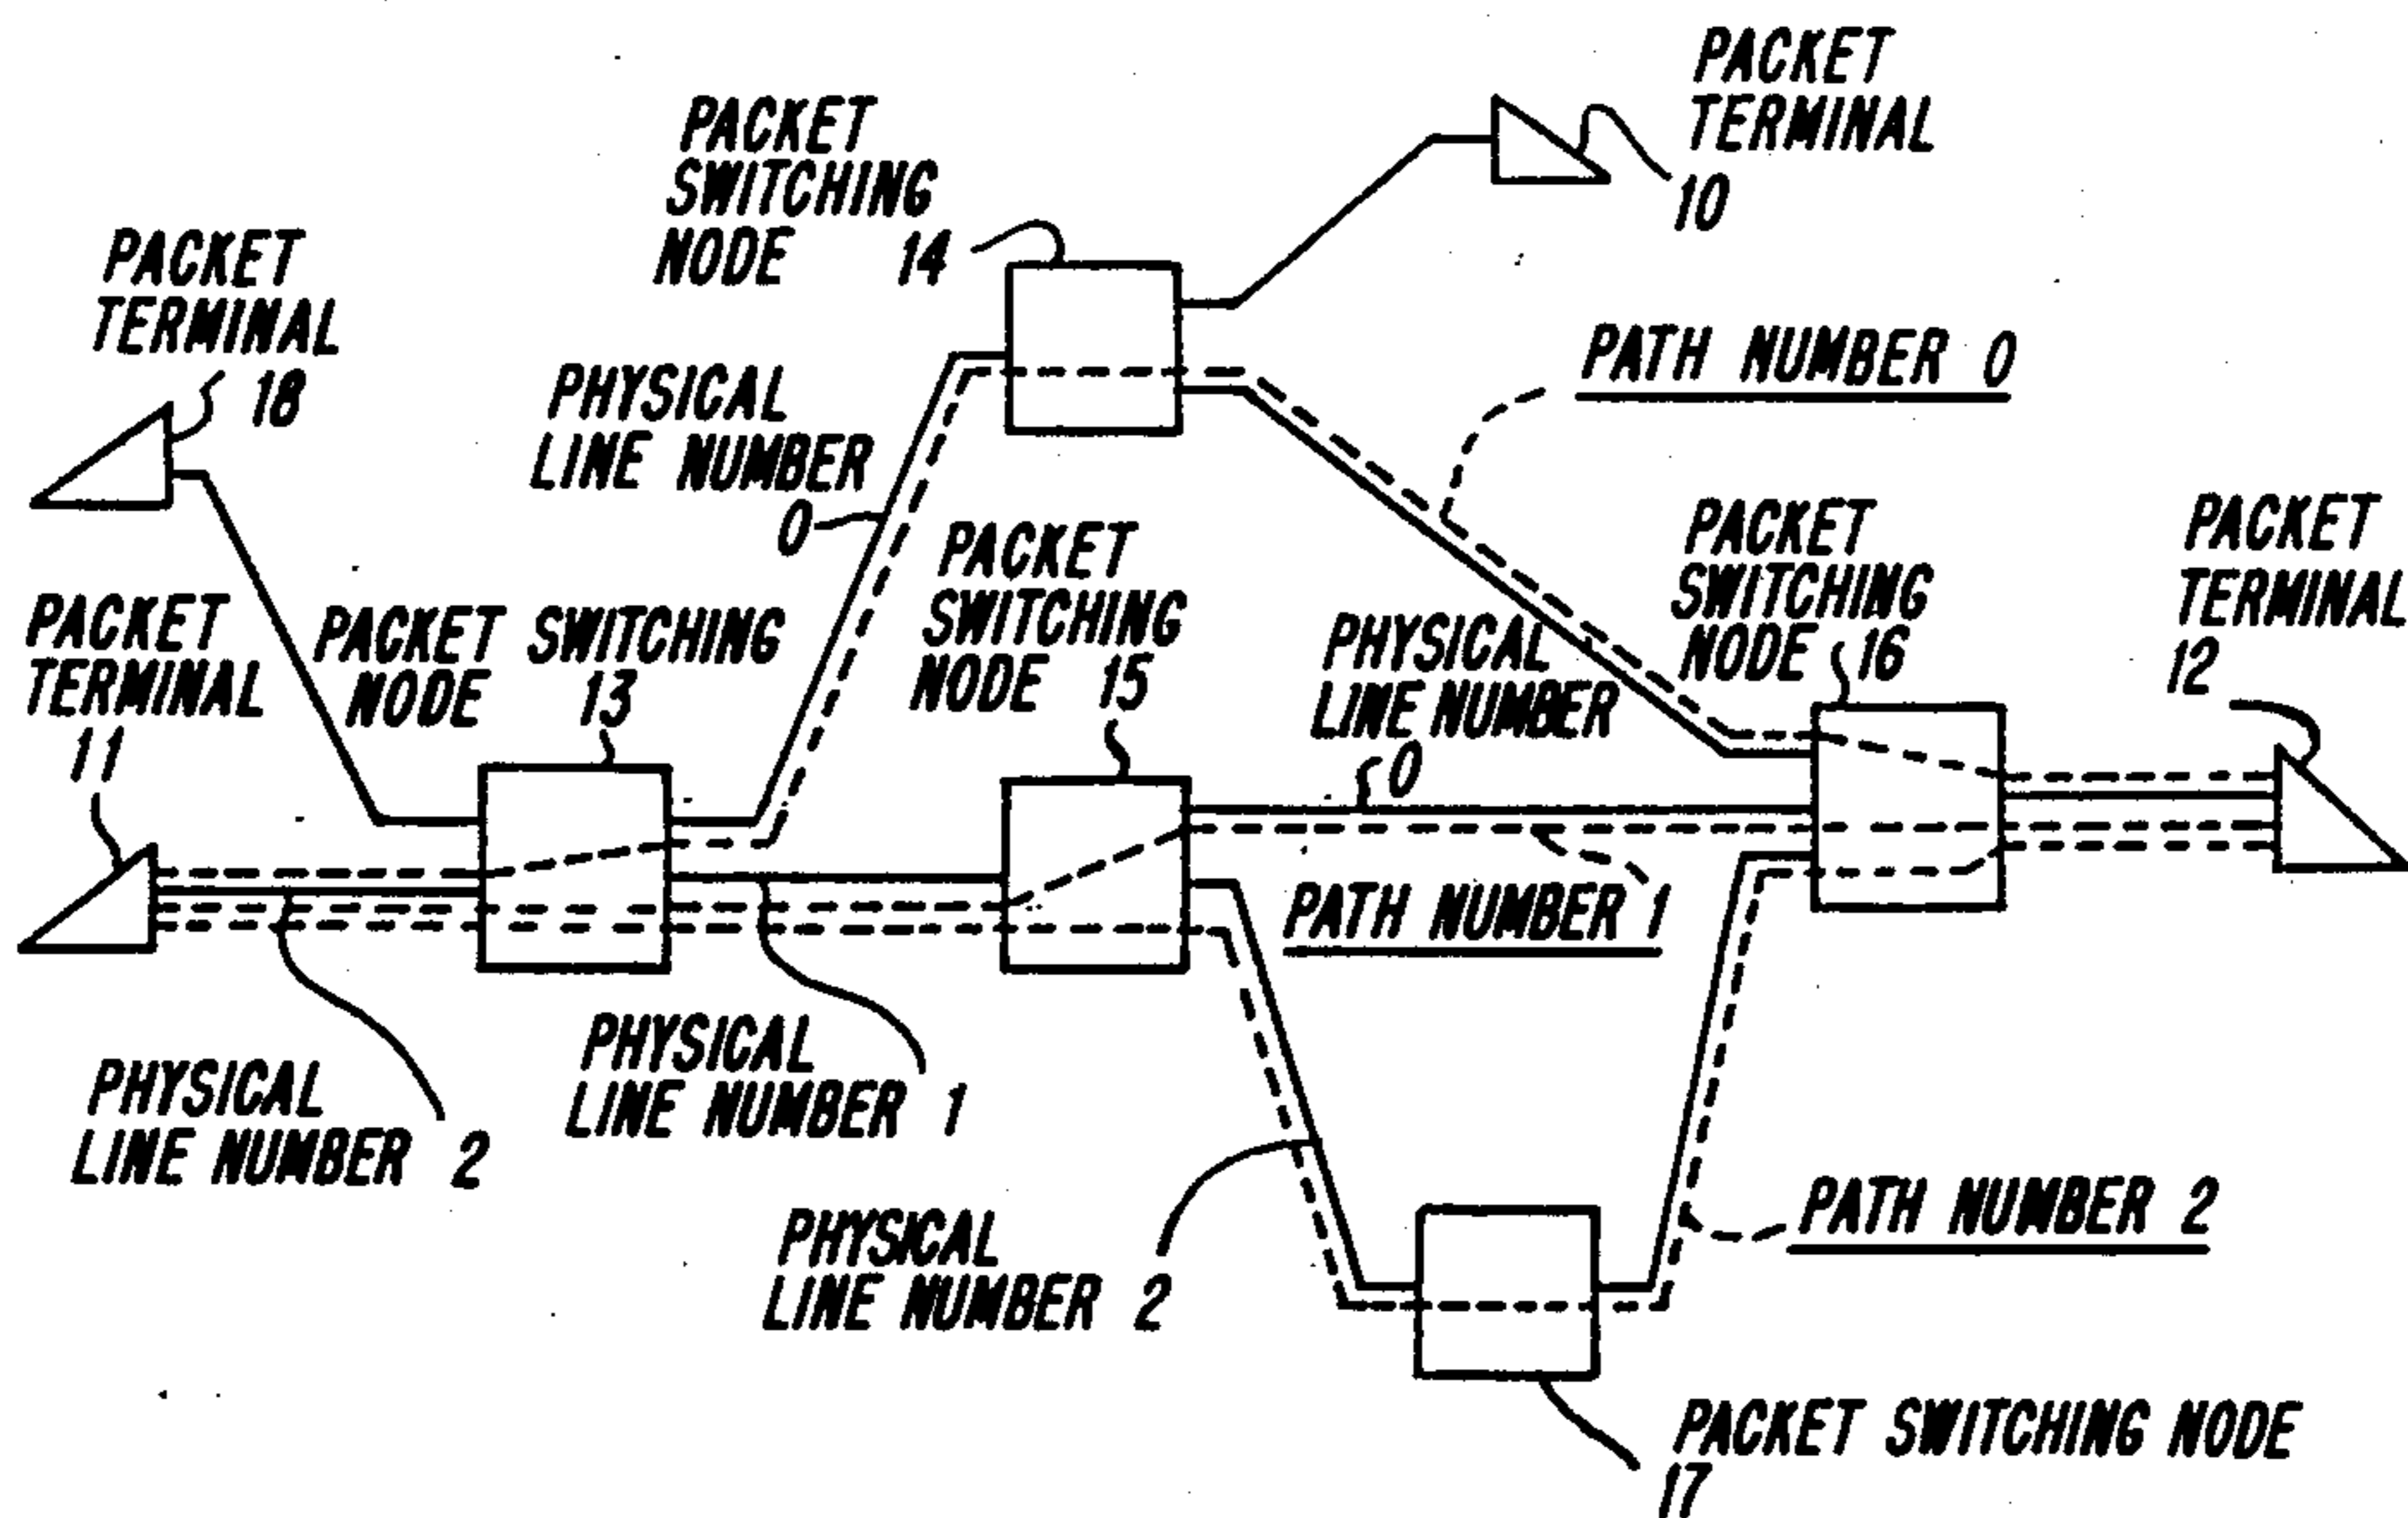 PACKET
TERMINAL
10
PACKET
SWITCHING
NODE 14
PACKET
TERMINAL
18
PATH NUMBER 0
PHYSICAL
LINE NUMBER
0
PACKET
SWITCHING
NODE 16
PACKET
TERMINAL
12
PACKET
SWITCHING
NODE 15
PACKET
TERMINAL
11
PACKET SWITCHING
NODE 13
PHYSICAL
LINE NUMBER
0
PATH NUMBER 1
PHYSICAL
LINE NUMBER 1
PHYSICAL
LINE NUMBER 2
PATH NUMBER 2
PHYSICAL
LINE NUMBER 2
PACKET SWITCHING NODE
17